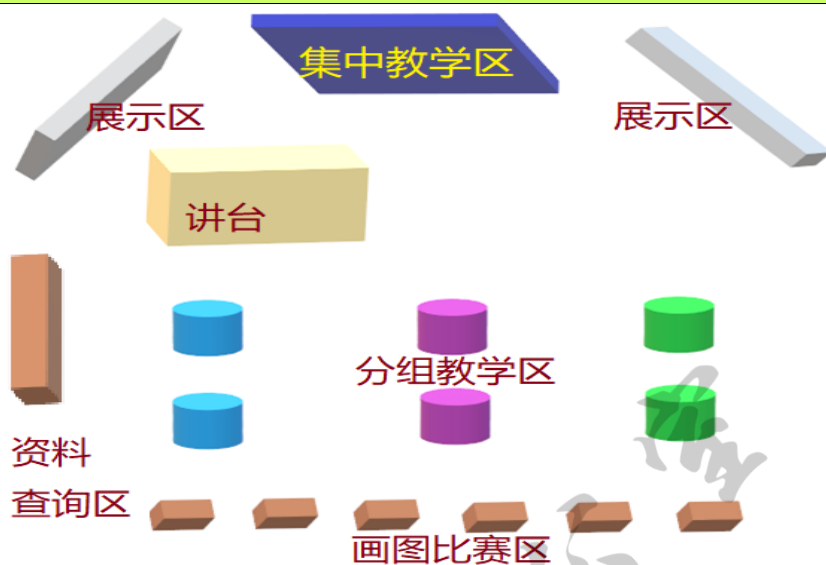 集中教学区
展示区
展示区
讲台
分组教学区
资料
查询区
画图比赛区